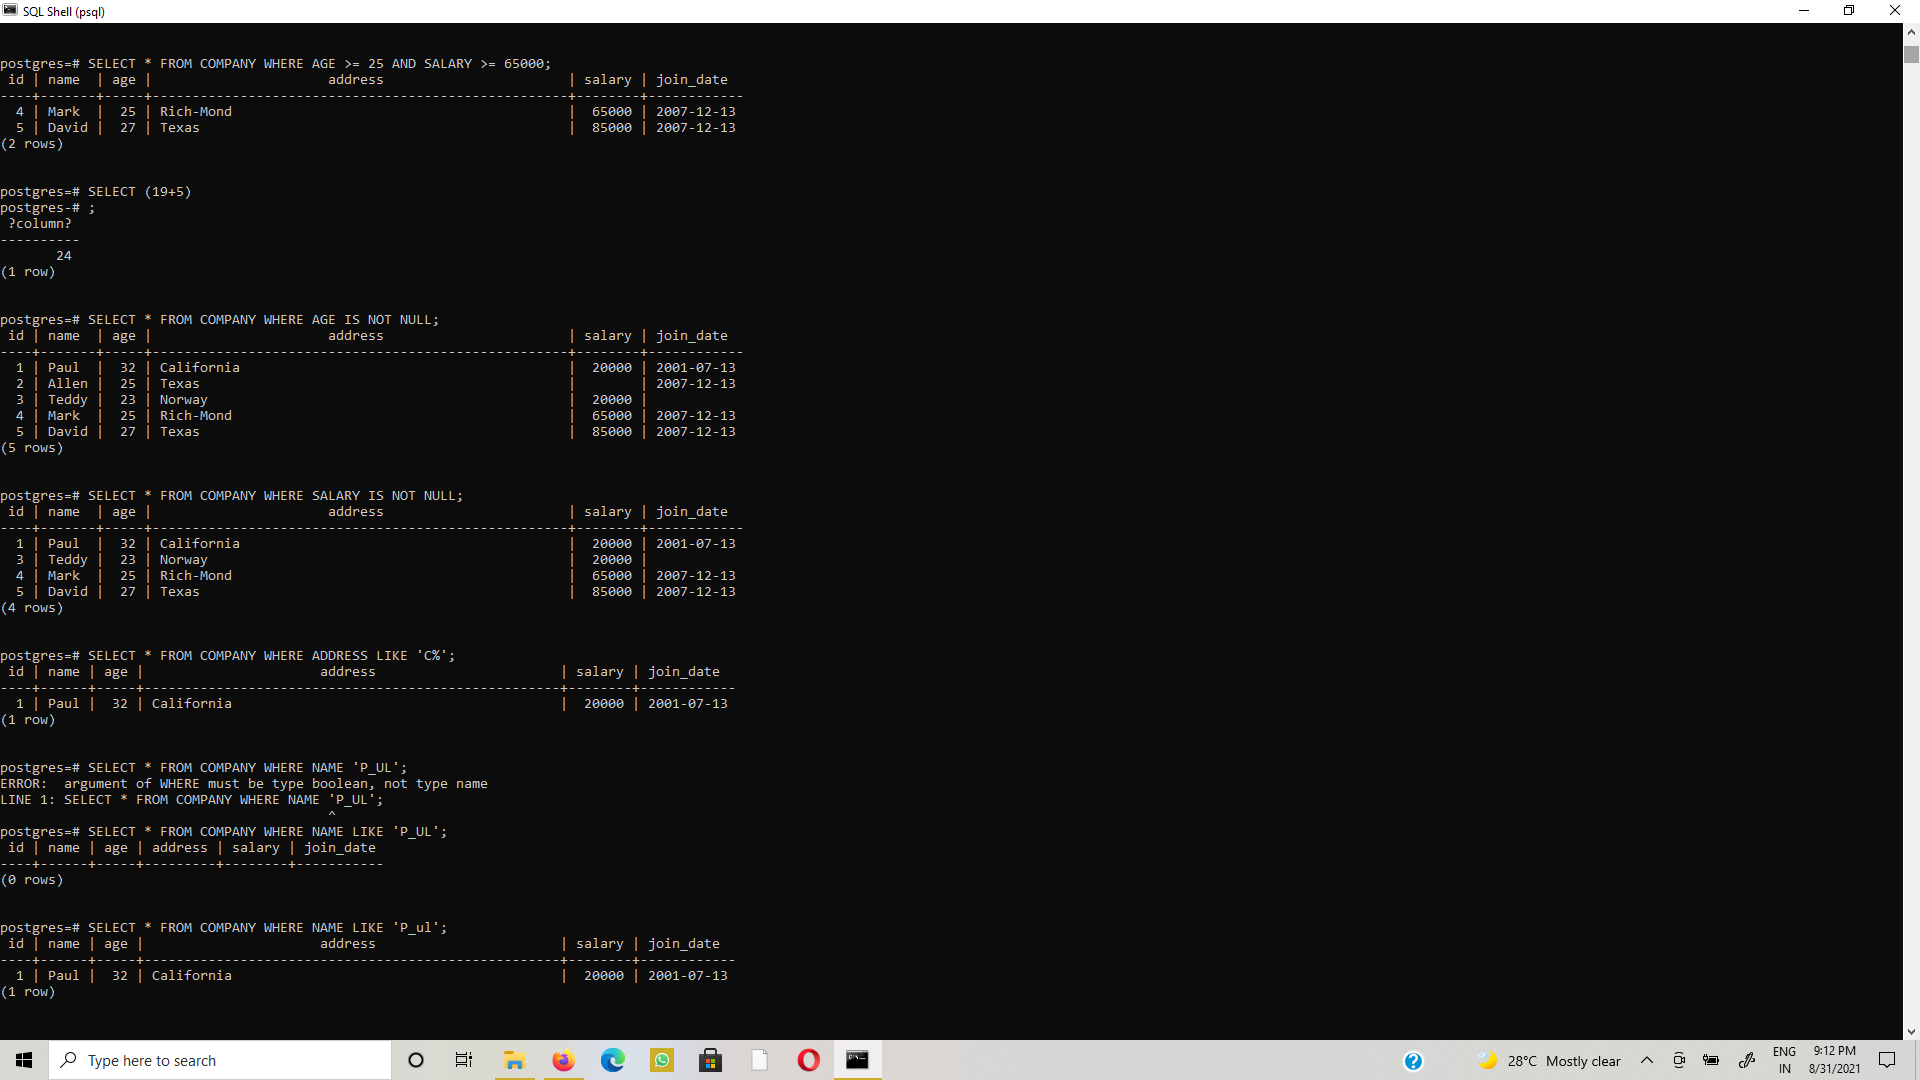 SQL Shell (psql)
postgres=# SELECT * FROM COMPANY WHERE AGE >= 25 AND SALARY >= 65000;
 id | name  | age |                      address                       | salary | join_date
----+-------+-----+----------------------------------------------------+--------+------------
  4 | Mark  |  25 | Rich-Mond                                          |  65000 | 2007-12-13
  5 | David |  27 | Texas                                              |  85000 | 2007-12-13
(2 rows)
postgres=# SELECT (19+5)
postgres-# ;
 ?column?
----------
       24
(1 row)
postgres=# SELECT * FROM COMPANY WHERE AGE IS NOT NULL;
 id | name  | age |                      address                       | salary | join_date
----+-------+-----+----------------------------------------------------+--------+------------
  1 | Paul  |  32 | California                                         |  20000 | 2001-07-13
  2 | Allen |  25 | Texas                                              |        | 2007-12-13
  3 | Teddy |  23 | Norway                                             |  20000 |
  4 | Mark  |  25 | Rich-Mond                                          |  65000 | 2007-12-13
  5 | David |  27 | Texas                                              |  85000 | 2007-12-13
(5 rows)
postgres=# SELECT * FROM COMPANY WHERE SALARY IS NOT NULL;
 id | name  | age |                      address                       | salary | join_date
----+-------+-----+----------------------------------------------------+--------+------------
  1 | Paul  |  32 | California                                         |  20000 | 2001-07-13
  3 | Teddy |  23 | Norway                                             |  20000 |
  4 | Mark  |  25 | Rich-Mond                                          |  65000 | 2007-12-13
  5 | David |  27 | Texas                                              |  85000 | 2007-12-13
(4 rows)
postgres=# SELECT * FROM COMPANY WHERE ADDRESS LIKE 'C%';
 id | name | age |                      address                       | salary | join_date
----+------+-----+----------------------------------------------------+--------+------------
  1 | Paul |  32 | California                                         |  20000 | 2001-07-13
(1 row)
postgres=# SELECT * FROM COMPANY WHERE NAME 'P_UL';
ERROR:  argument of WHERE must be type boolean, not type name
LINE 1: SELECT * FROM COMPANY WHERE NAME 'P_UL';
                                         ^
postgres=# SELECT * FROM COMPANY WHERE NAME LIKE 'P_UL';
 id | name | age | address | salary | join_date
----+------+-----+---------+--------+-----------
(0 rows)
postgres=# SELECT * FROM COMPANY WHERE NAME LIKE 'P_ul';
 id | name | age |                      address                       | salary | join_date
----+------+-----+----------------------------------------------------+--------+------------
  1 | Paul |  32 | California                                         |  20000 | 2001-07-13
(1 row)
Type here to search
28°C Mostly clear
ENG
IN
9:12 PM
8/31/2021